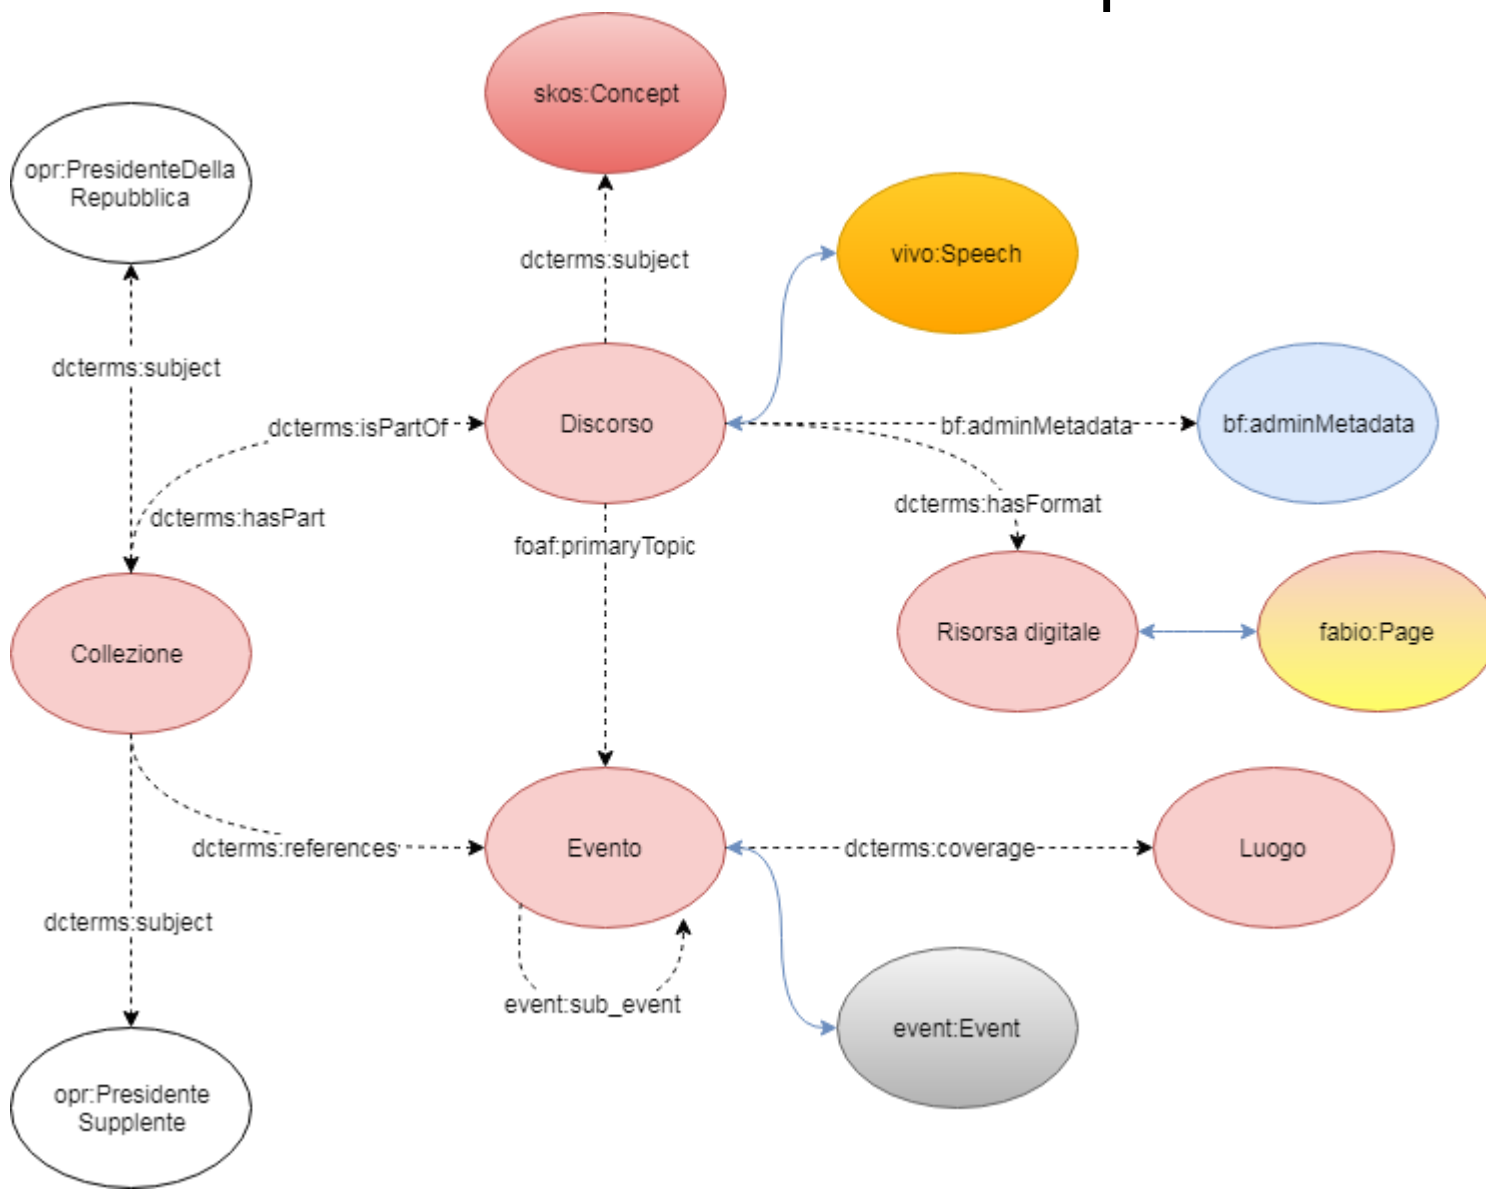 skos:Concept
opr:PresidenteDella
Repubblica
vivo:Speech
dcterms:subject
dcterms:subject
Discorso
dcterms:isPartOf
bf:adminMetadata
bf:adminMetadata
dcterms:hasFormat
dcterms:hasPart
foaf:primaryTopic
Risorsa digitale
fabio:Page
Collezione
dcterms:references
Evento
dcterms:coverage
Luogo
dcterms:subject
event:sub_event
event:Event
opr:Presidente
Supplente